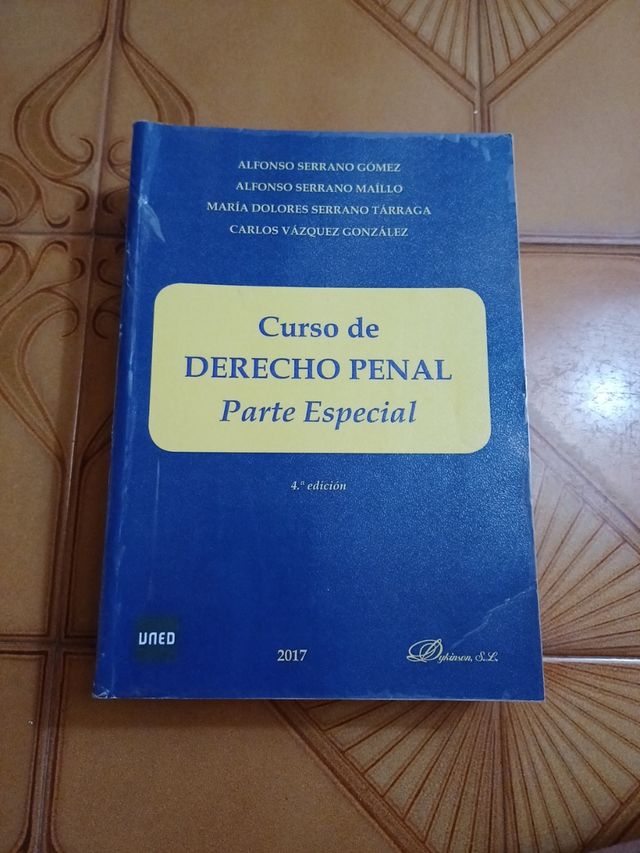 ALFONSO SERRANO GÓMEZ
ALFONSO SERRANO MAÍLLO
MARÍA DOLORES SERRANO TÁRRAGA
CARLOS VÁZQUEZ GONZÁLEZ
Curso de
DERECHO PENAL
Parte Especial
4.ª edición
UNED
2017
Dykinson, S.L.